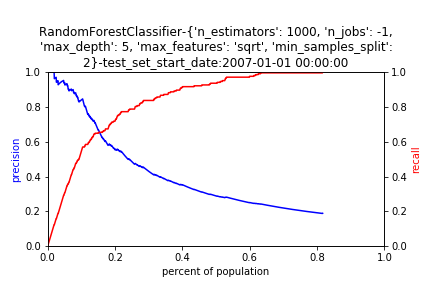 RandomForestClassifier-{'n_estimators': 1000, 'n_jobs': -1,
'max_depth': 5, 'max_features': 'sqrt', 'min_samples_split':
2}-test_set_start_date:2007-01-01 00:00:00
1.0 1.0
0.8 0.8
0.6 0.6
precision recall
0.4 0.4
0.2 0.2
0.0 0.0
0.0 0.2 0.4 0.6 0.8 1.0
percent of population